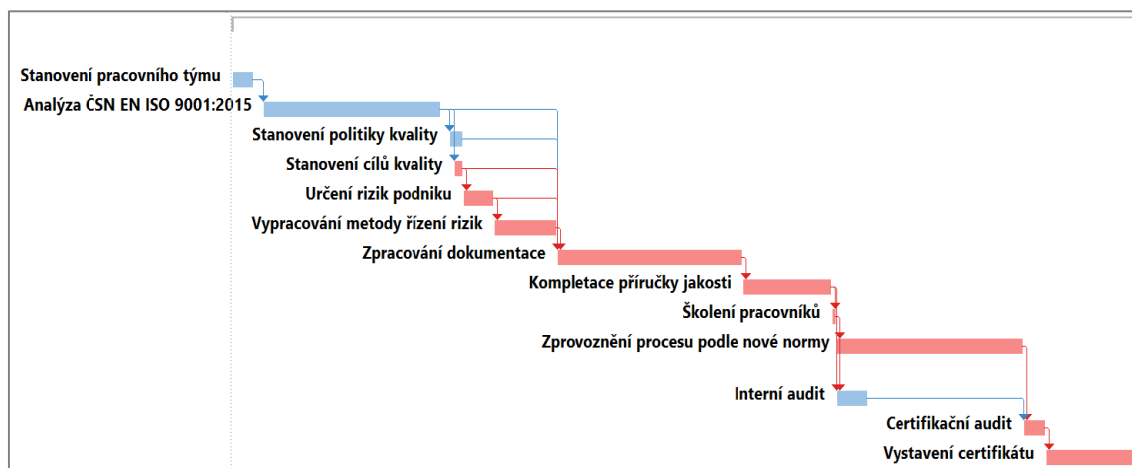 Stanovení pracovního týmu
Analýza ČSN EN ISO 9001:2015
Stanovení politiky kvality
Stanovení cílů kvality
Určení rizik podniku
Vypracování metody řízení rizik
Zpracování dokumentace
Kompletace příručky jakosti
Školení pracovníků
Zprovoznění procesu podle nové normy
Interní audit
Certifikační audit
Vystavení certifikátu